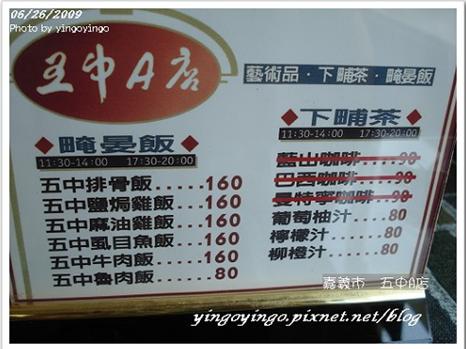 06/26/2009
Photo by yingoyingo
五中A店
藝術品・下晡茶・晻晏飯
◆晻晏飯◆
11:30-14:00 17:30-20:00
五中排骨飯.....160
五中鹽焗雞飯...160
五中麻油雞飯...160
五中虱目魚飯...160
五中牛肉飯.....160
五中魯肉飯.......80
◆下晡茶◆
11:30-14:00 17:30-20:00
藍山咖啡....90
巴西咖啡....90
曼特寧咖啡...90
葡萄柚汁....80
檸檬汁.....80
柳橙汁.....80
嘉義市 五中A店
yingoyingo.pixnet.net/blog